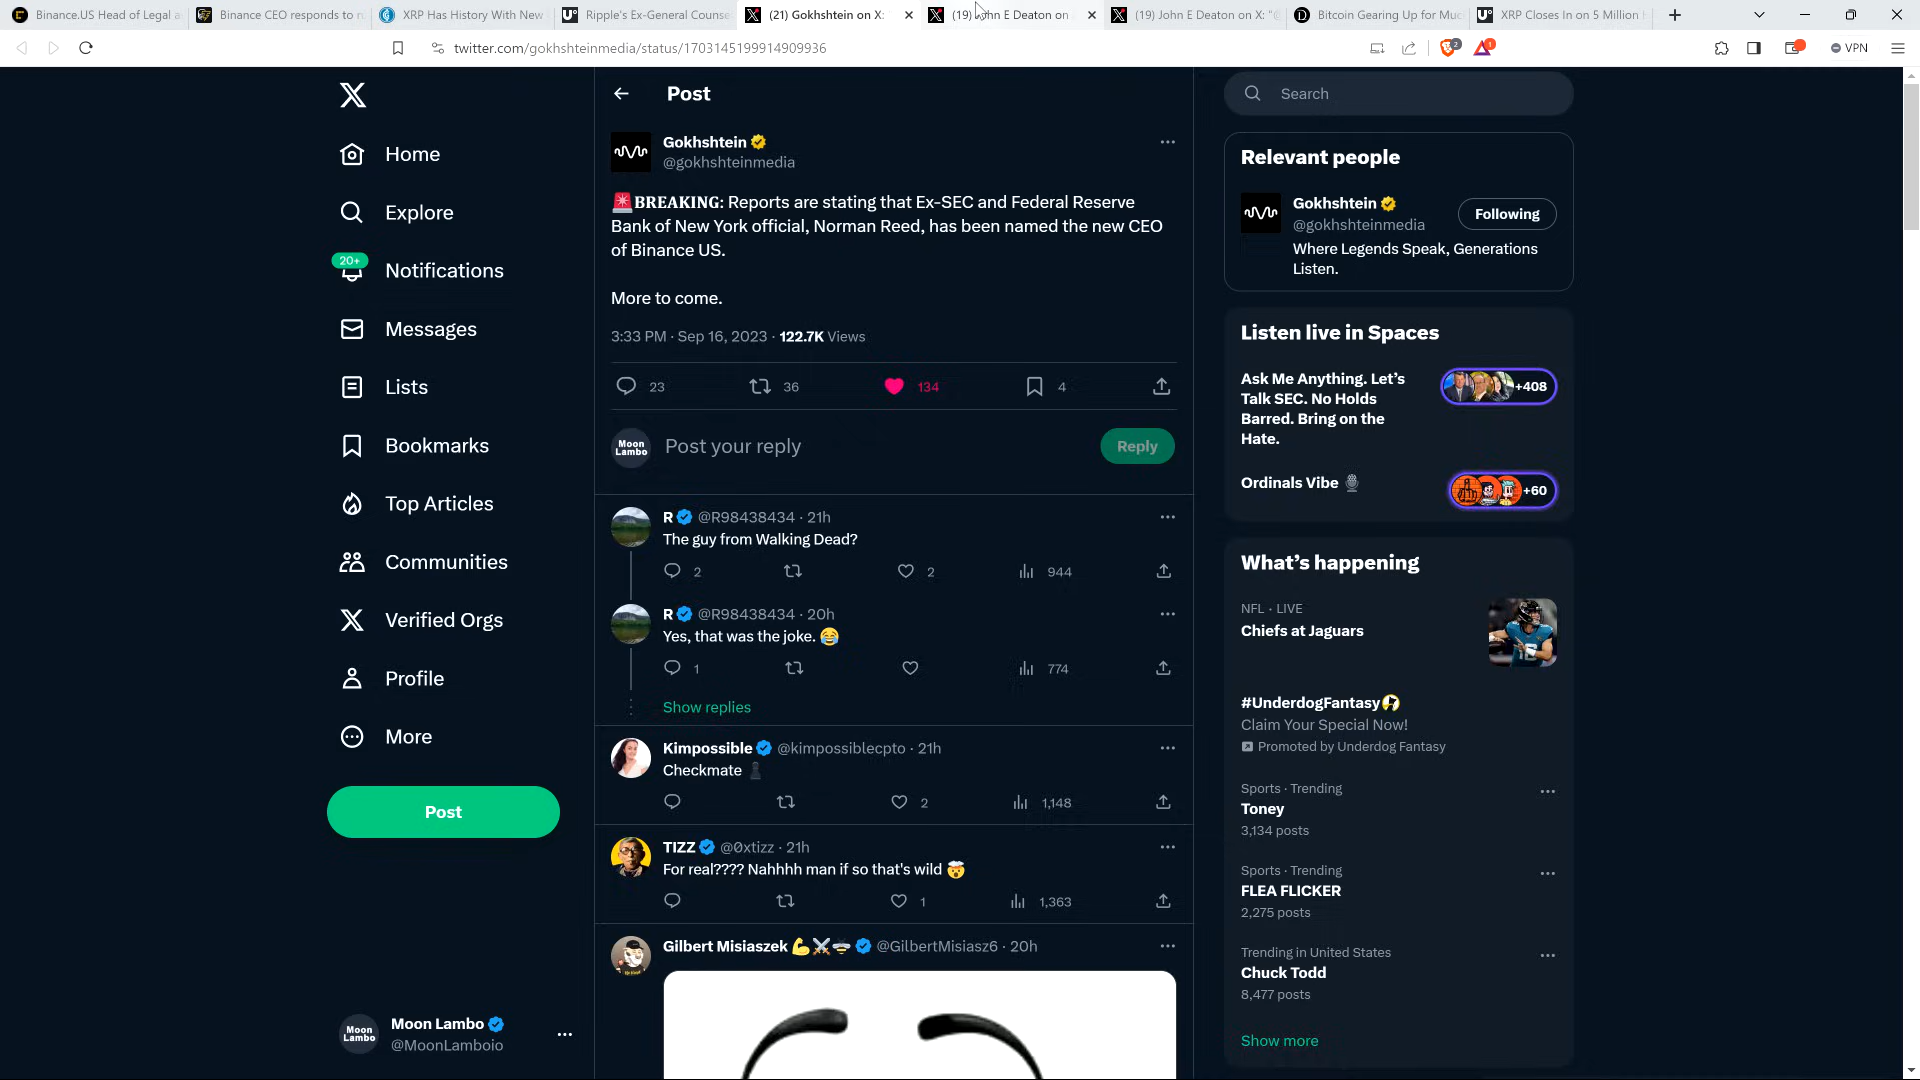 Binance.US Head of Legal a
Binance CEO responds to ru
XRP Has History With New
Ripple's Ex-General Counse
(21) Gokhshtein on X:
(19) John E Deaton on
(19) John E Deaton on X: "@
Bitcoin Gearing Up for Muc
XRP Closes In on 5 Million H
twitter.com/gokhshteinmedia/status/1703145199914909936
2
1
VPN
Home
Explore
20+
Notifications
Messages
Lists
Bookmarks
Top Articles
Communities
Verified Orgs
Profile
More
Post
Moon Lambo
Moon Lambo
@MoonLamboio
Post
Gokhshtein
@gokhshteinmedia
🚨BREAKING: Reports are stating that Ex-SEC and Federal Reserve
Bank of New York official, Norman Reed, has been named the new CEO
of Binance US.
More to come.
3:33 PM · Sep 16, 2023 · 122.7K Views
23 36 134 4
Moon Lambo
Post your reply
Reply
R @R98438434 · 21h
The guy from Walking Dead?
2 2 944
R @R98438434 · 20h
Yes, that was the joke. 😂
1 774
Show replies
Kimpossible @kimpossiblecpto · 21h
Checkmate ♟
2 1,148
TIZZ @0xtizz · 21h
For real???? Nahhhh man if so that's wild 🤯
1 1,363
Gilbert Misiaszek 💪⚔🐝 @GilbertMisiasz6 · 20h
Search
Relevant people
Gokhshtein
@gokhshteinmedia
Following
Where Legends Speak, Generations
Listen.
Listen live in Spaces
Ask Me Anything. Let's
Talk SEC. No Holds
Barred. Bring on the
Hate.
+408
Ordinals Vibe 🎙
+60
What's happening
NFL · LIVE
Chiefs at Jaguars
#UnderdogFantasy
Claim Your Special Now!
Promoted by Underdog Fantasy
Sports · Trending
Toney
3,134 posts
Sports · Trending
FLEA FLICKER
2,275 posts
Trending in United States
Chuck Todd
8,477 posts
Show more